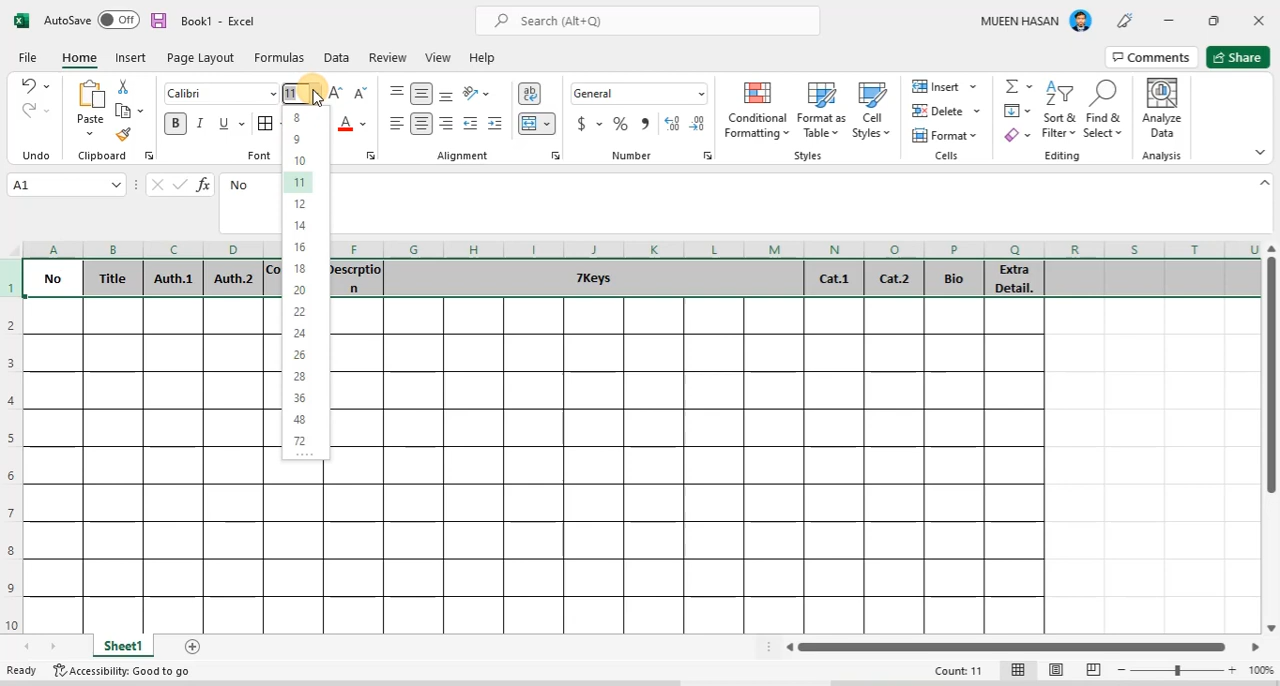 AutoSave Off Book1 - Excel Search (Alt+Q) MUEEN HASAN
File Home Insert Page Layout Formulas Data Review View Help Comments Share
Calibri 11 General Insert
Paste Conditional Formatting Format as Table Cell Styles Delete Sort & Filter Find & Select Analyze Data
Format
Undo Clipboard Font Alignment Number Styles Cells Editing Analysis
8
9
10
11
12
14
16
18
20
22
24
26
28
36
48
72
A1 fx No
A B C D F G H I J K L M N O P Q R S T U
1 No Title Auth.1 Auth.2 Co Descrptio n 7Keys Cat.1 Cat.2 Bio Extra Detail.
2
3
4
5
6
7
8
9
10
Sheet1
Ready Accessibility: Good to go Count: 11 100%